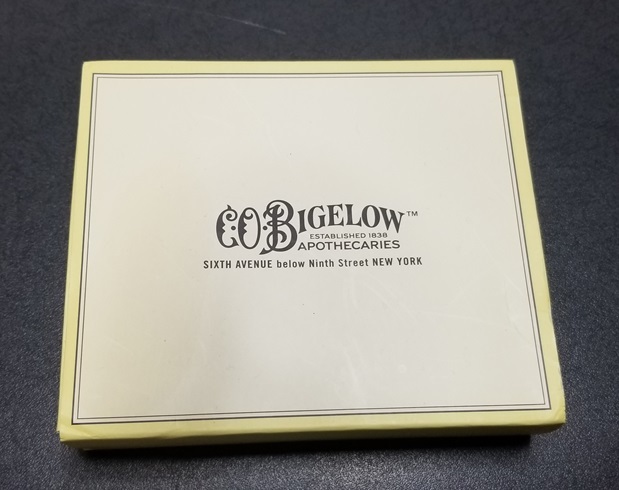 C.O.BIGELOW™
ESTABLISHED 1838
APOTHECARIES
SIXTH AVENUE below Ninth Street NEW YORK